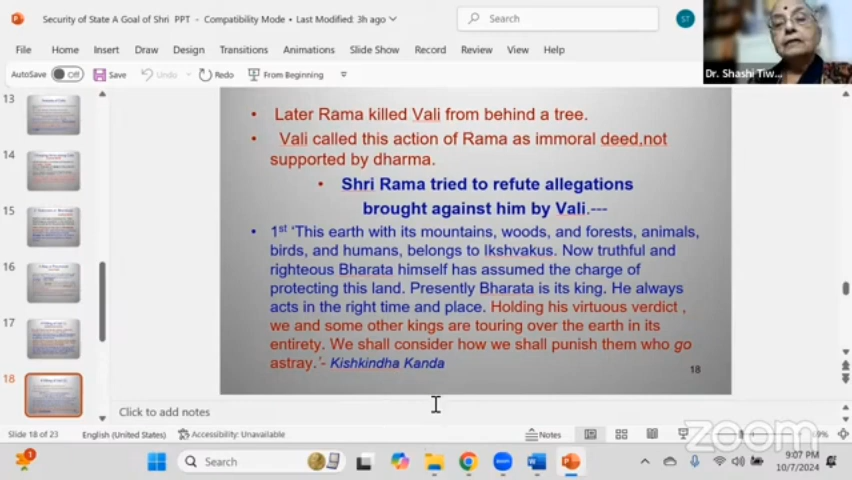 Security of State A Goal of Shri PPT - Compatibility Mode • Last Modified: 3h ago
Search
ST
File Home Insert Draw Design Transitions Animations Slide Show Record Review View Help
AutoSave Off Save Undo Redo From Beginning
Dr. Shashi Tiw...
13
14
15
16
17
18
• Later Rama killed Vali from behind a tree.
• Vali called this action of Rama as immoral deed,not
supported by dharma.
• Shri Rama tried to refute allegations
brought against him by Vali.---
• 1st 'This earth with its mountains, woods, and forests, animals,
birds, and humans, belongs to Ikshvakus. Now truthful and
righteous Bharata himself has assumed the charge of
protecting this land. Presently Bharata is its king. He always
acts in the right time and place. Holding his virtuous verdict ,
we and some other kings are touring over the earth in its
entirety. We shall consider how we shall punish them who go
astray.'- Kishkindha Kanda
18
Click to add notes
Slide 18 of 23 English (United States) Accessibility: Unavailable Notes
zoom
Search
9:07 PM
10/7/2024